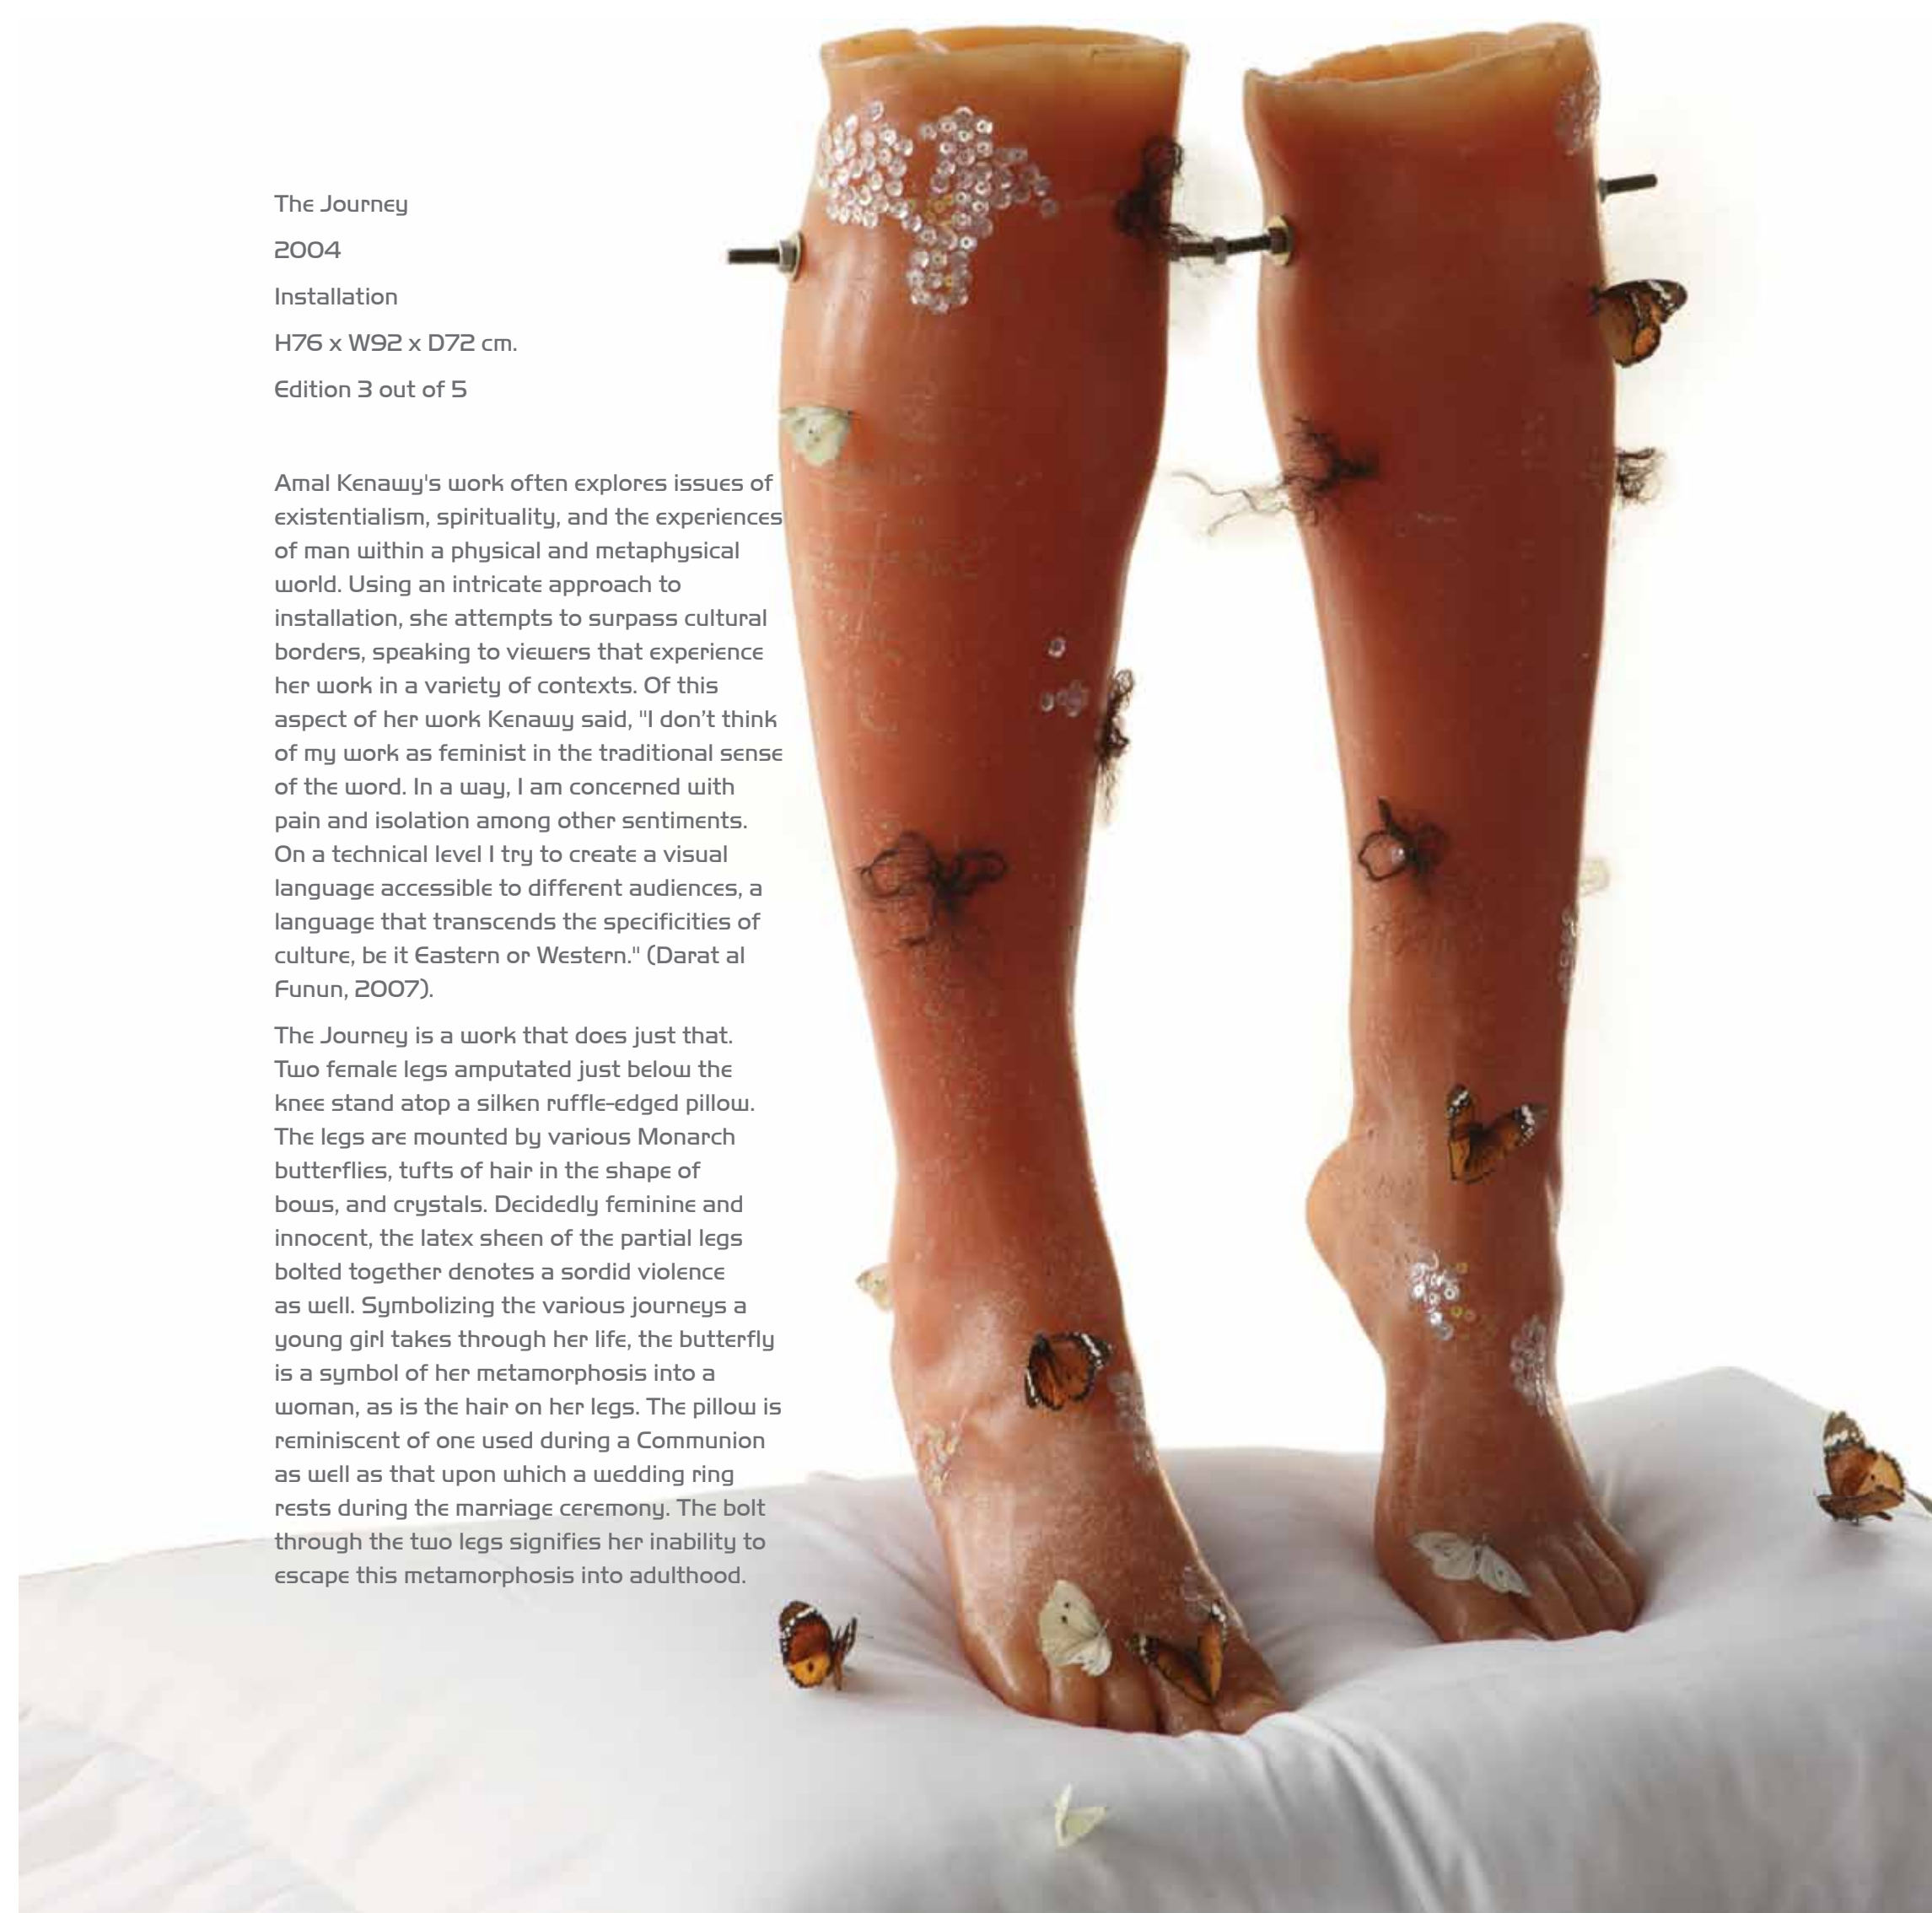 The Journey
2004
Installation
H76 x W92 x D72 cm.
Edition 3 out of 5
Amal Kenawy's work often explores issues of
existentialism, spirituality, and the experiences
of man within a physical and metaphysical
world. Using an intricate approach to
installation, she attempts to surpass cultural
borders, speaking to viewers that experience
her work in a variety of contexts. Of this
aspect of her work Kenawy said, "I don’t think
of my work as feminist in the traditional sense
of the word. In a way, I am concerned with
pain and isolation among other sentiments.
On a technical level I try to create a visual
language accessible to different audiences, a
language that transcends the specificities of
culture, be it Eastern or Western." (Darat al
Funun, 2007).
The Journey is a work that does just that.
Two female legs amputated just below the
knee stand atop a silken ruffle-edged pillow.
The legs are mounted by various Monarch
butterflies, tufts of hair in the shape of
bows, and crystals. Decidedly feminine and
innocent, the latex sheen of the partial legs
bolted together denotes a sordid violence
as well. Symbolizing the various journeys a
young girl takes through her life, the butterfly
is a symbol of her metamorphosis into a
woman, as is the hair on her legs. The pillow is
reminiscent of one used during a Communion
as well as that upon which a wedding ring
rests during the marriage ceremony. The bolt
through the two legs signifies her inability to
escape this metamorphosis into adulthood.